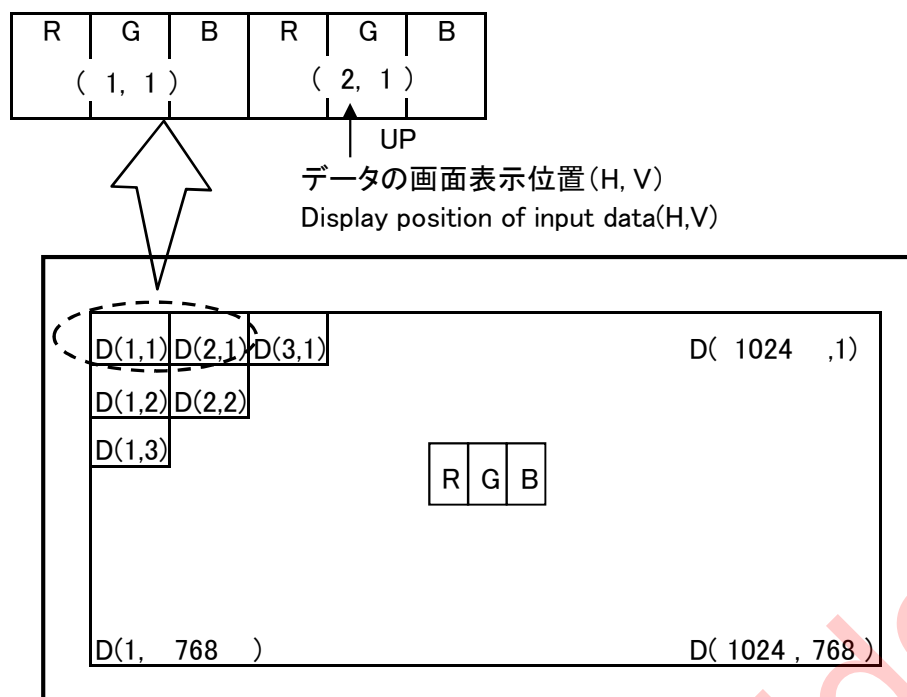 R G B R G B
( 1, 1 ) ( 2, 1 )
UP
データの画面表示位置(H, V)
Display position of input data(H,V)
D(1,1) D(2,1) D(3,1) D( 1024 ,1)
D(1,2) D(2,2)
D(1,3)
R G B
D(1, 768 ) D( 1024 , 768 )